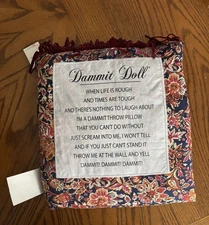 Dammit Doll
WHEN LIFE IS ROUGH
AND TIMES ARE TOUGH
AND THERE'S NOTHING TO LAUGH ABOUT
I'M A DAMMIT THROW PILLOW
THAT YOU CAN'T DO WITHOUT
JUST SCREAM INTO ME, I WON'T TELL
AND IF YOU JUST CAN'T STAND IT
THROW ME AT THE WALL AND YELL
DAMMIT! DAMMIT! DAMMIT!